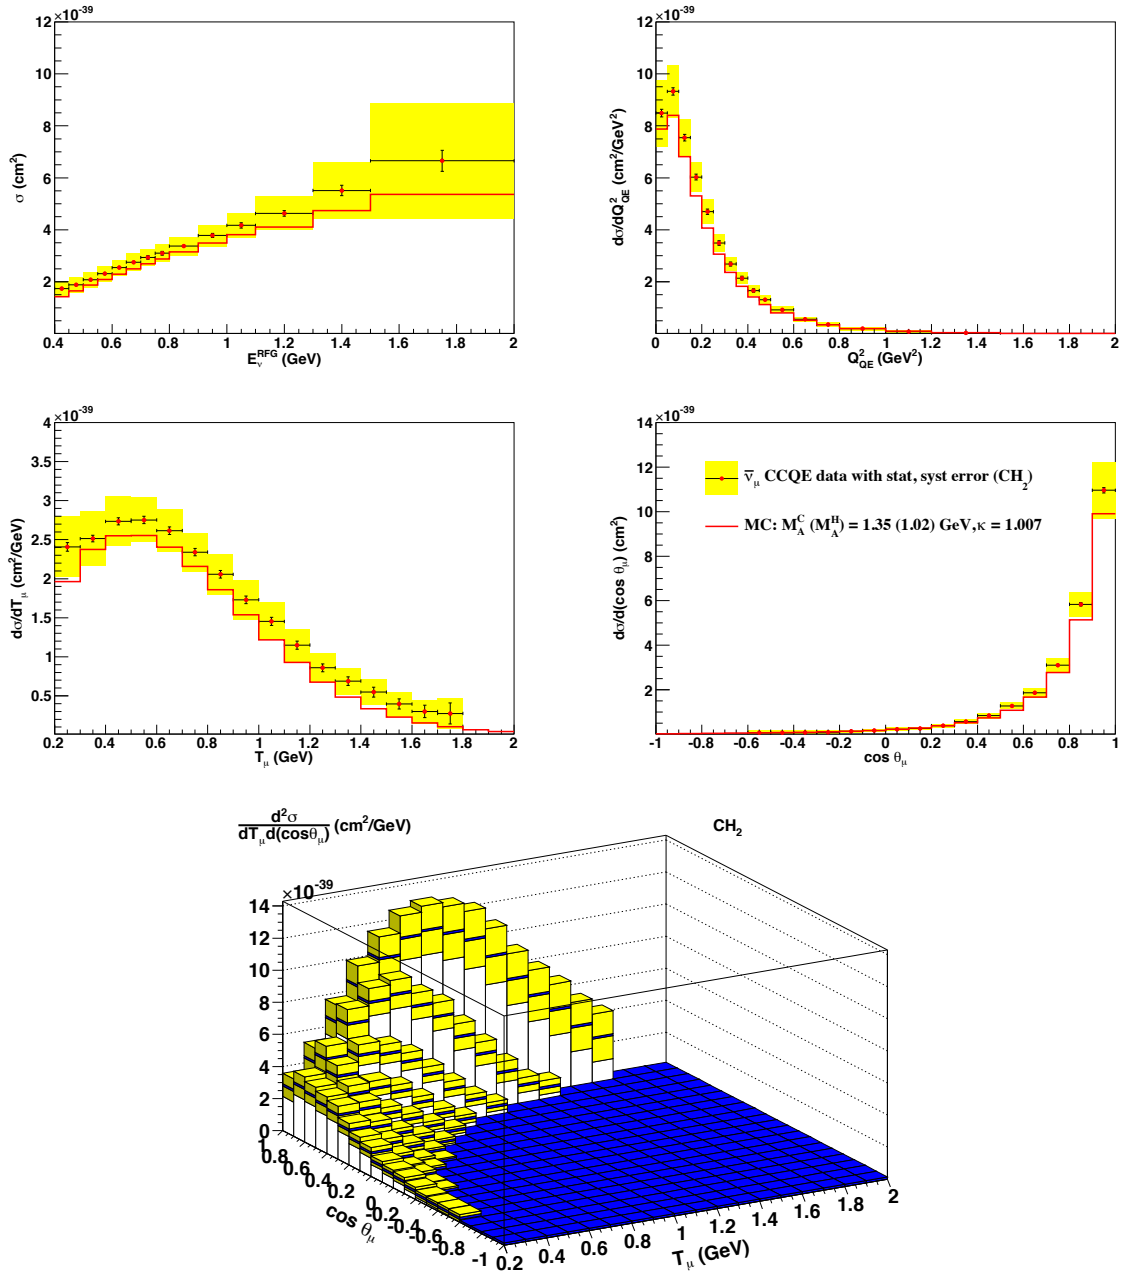 ×10⁻³⁹
12
10
8
6
4
2
σ (cm²)
0.4 0.6 0.8 1 1.2 1.4 1.6 1.8 2
E_ν^RFG (GeV)
×10⁻³⁹
12
10
8
6
4
2
0
dσ/dQ²_QE (cm²/GeV²)
0 0.2 0.4 0.6 0.8 1 1.2 1.4 1.6 1.8 2
Q²_QE (GeV²)
×10⁻³⁹
4
3.5
3
2.5
2
1.5
1
0.5
dσ/dT_μ (cm²/GeV)
0.2 0.4 0.6 0.8 1 1.2 1.4 1.6 1.8 2
T_μ (GeV)
×10⁻³⁹
14
12
10
8
6
4
2
dσ/d(cos θ_μ) (cm²)
ν̅_μ CCQE data with stat, syst error (CH₂)
MC: M_A^C (M_A^H) = 1.35 (1.02) GeV, κ = 1.007
-1 -0.8 -0.6 -0.4 -0.2 0 0.2 0.4 0.6 0.8 1
cos θ_μ
d²σ
dT_μ d(cosθ_μ) (cm²/GeV)
CH₂
×10⁻³⁹
14
12
10
8
6
4
2
0
1 0.8 0.6 0.4 0.2 0 -0.2 -0.4 -0.6 -0.8 -1
cos θ_μ
0.2 0.4 0.6 0.8 1 1.2 1.4 1.6 1.8 2
T_μ (GeV)